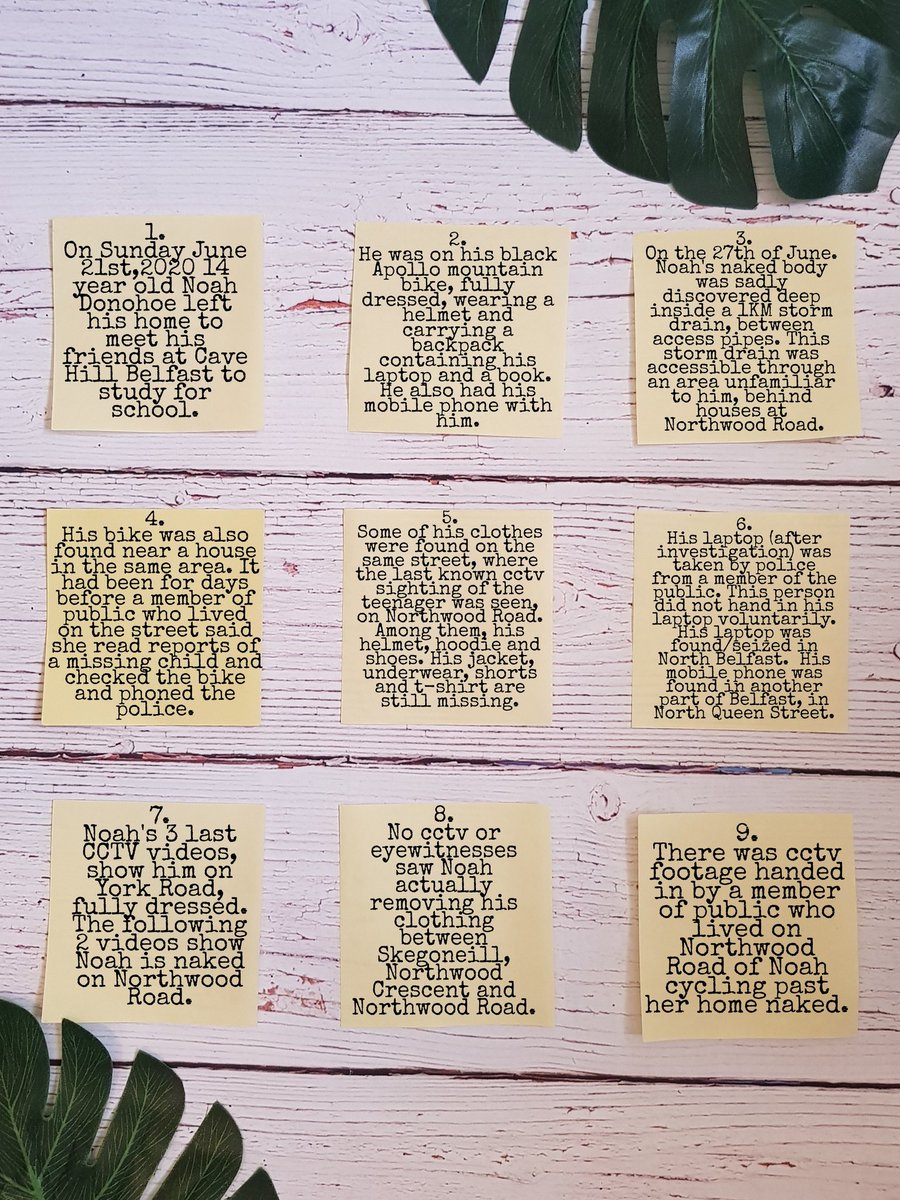 1.
On Sunday June
21st,2020 14
year old Noah
Donohoe left
his home to
meet his
friends at Cave
Hill Belfast to
study for
school.
2.
He was on his black
Apollo mountain
bike, fully
dressed, wearing a
helmet and
carrying a
backpack
containing his
laptop and a book.
He also had his
mobile phone with
him.
3.
On the 27th of June.
Noah's naked body
was sadly
discovered deep
inside a 1KM storm
drain, between
access pipes. This
storm drain was
accessible through
an area unfamiliar
to him, behind
houses at
Northwood Road.
4.
His bike was also
found near a house
in the same area. It
had been for days
before a member of
public who lived
on the street said
she read reports of
a missing child and
checked the bike
and phoned the
police.
5.
Some of his clothes
were found on the
same street, where
the last known cctv
sighting of the
teenager was seen,
on Northwood Road.
Among them, his
helmet, hoodie and
shoes. His jacket,
underwear, shorts
and t-shirt are
still missing.
6.
His laptop (after
investigation) was
taken by police
from a member of the
public. This person
did not hand in his
laptop voluntarily.
His laptop was
found/seized in
North Belfast. His
mobile phone was
found in another
part of Belfast, in
North Queen Street.
7.
Noah's 3 last
CCTV videos,
show him on
York Road,
fully dressed.
The following
2 videos show
Noah is naked
on Northwood
Road.
8.
No cctv or
eyewitnesses
saw Noah
actually
removing his
clothing
between
Skegoneill,
Northwood
Crescent and
Northwood Road.
9.
There was cctv
footage handed
in by a member
of public who
lived on
Northwood
Road of Noah
cycling past
her home naked.